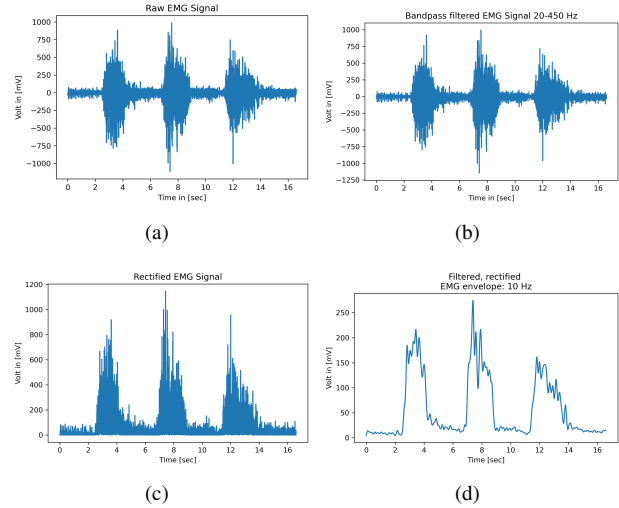 Raw EMG Signal
1000
750
500
250
0
−250
−500
−750
−1000
Volt in [mV]
0 2 4 6 8 10 12 14 16
Time in [sec]
(a)
Bandpass filtered EMG Signal 20-450 Hz
1000
750
500
250
0
−250
−500
−750
−1000
−1250
Volt in [mV]
0 2 4 6 8 10 12 14 16
Time in [sec]
(b)
Rectified EMG Signal
1200
1000
800
600
400
200
0
Volt in [mV]
0 2 4 6 8 10 12 14 16
Time [sec]
(c)
Filtered, rectified
EMG envelope: 10 Hz
250
200
150
100
50
0
Volt in [mV]
0 2 4 6 8 10 12 14 16
Time [sec]
(d)